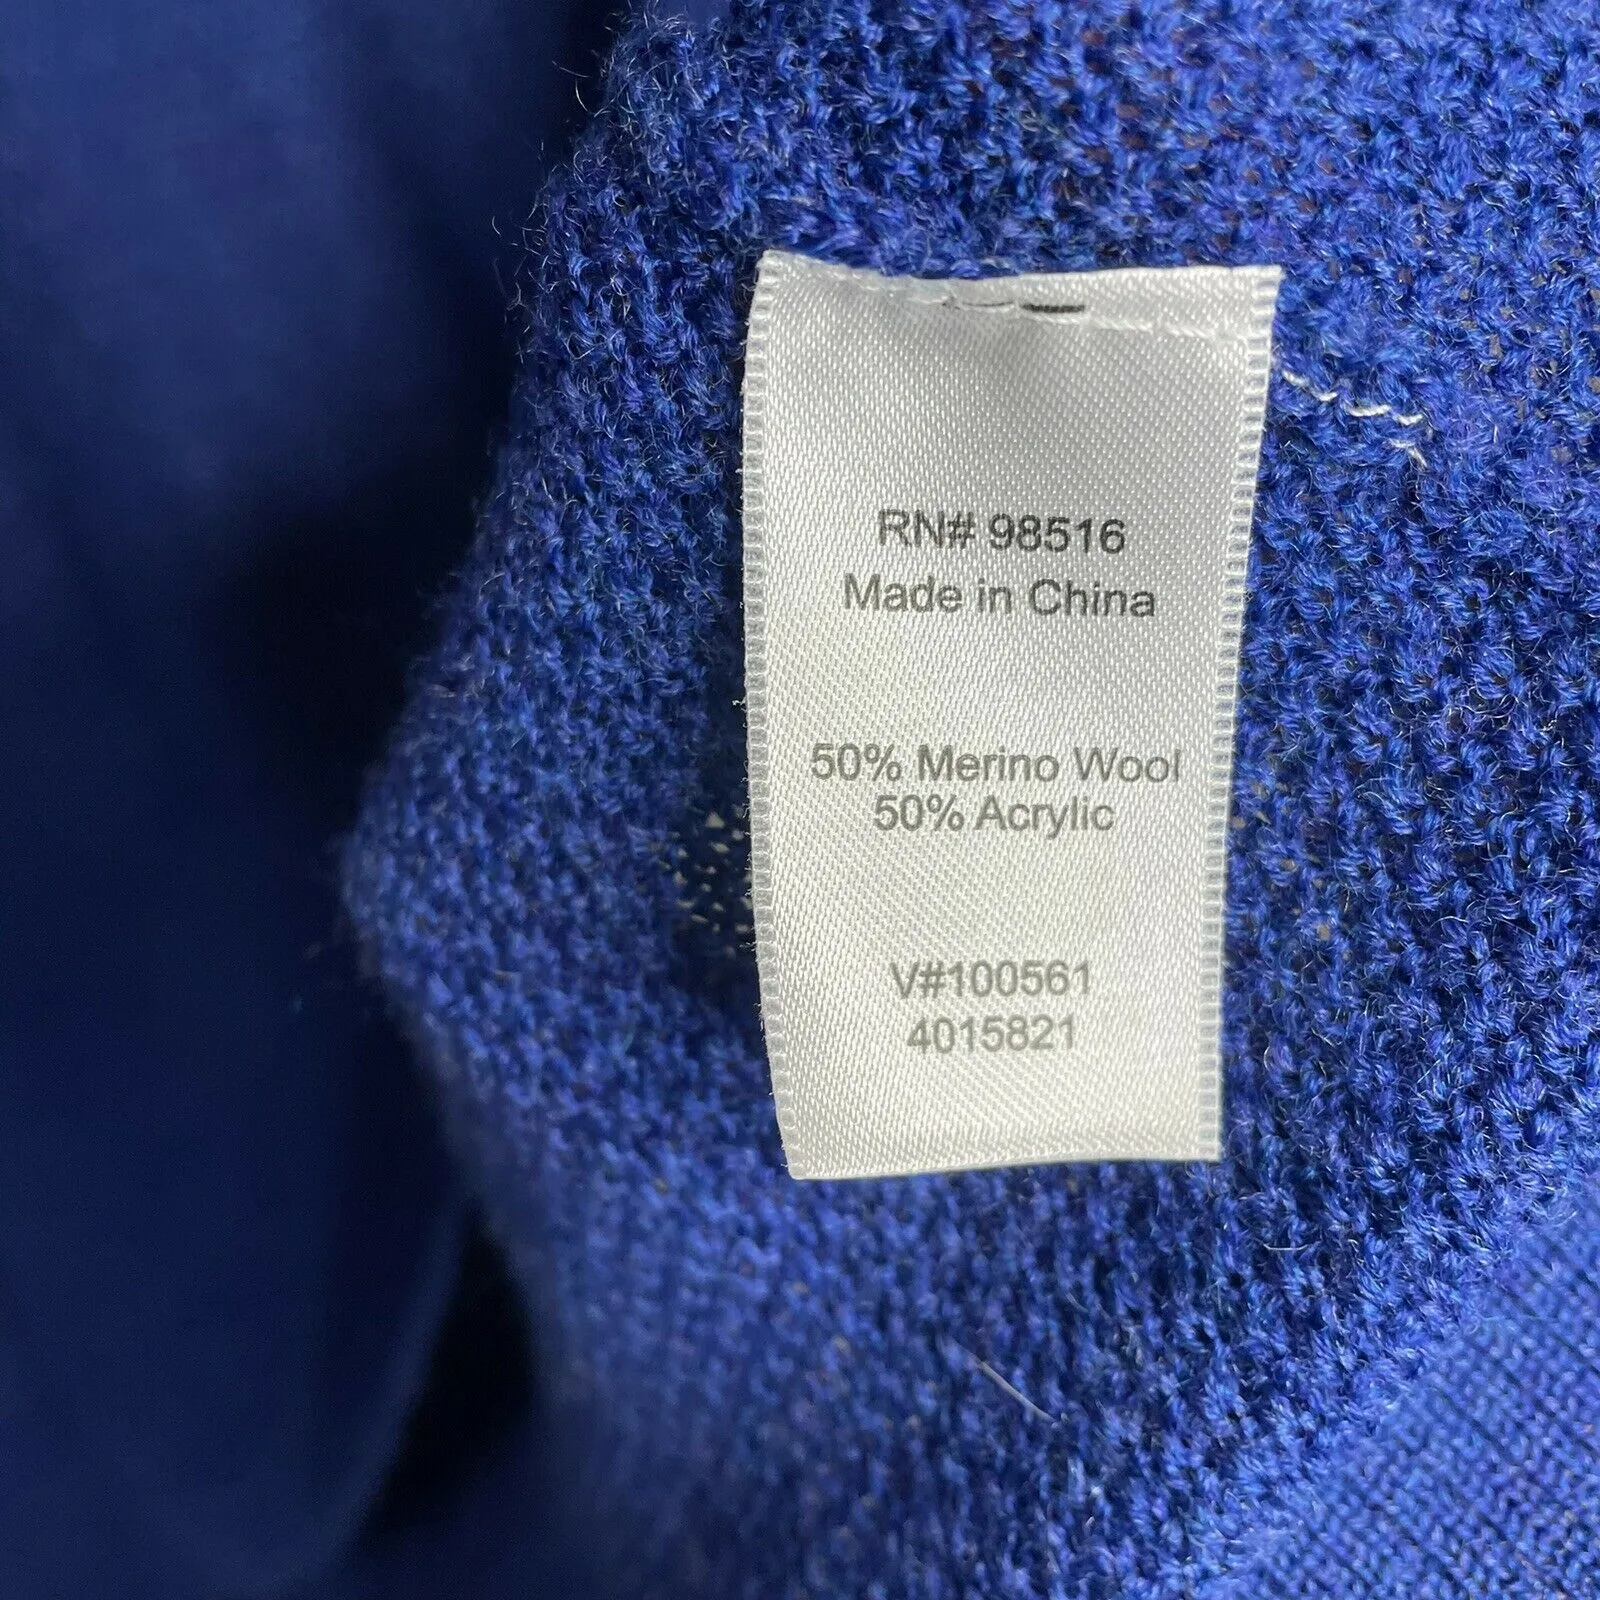 RN# 98516
Made in China
50% Merino Wool
50% Acrylic
V#100561
4015821